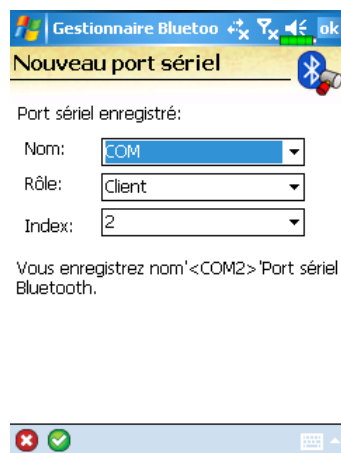 Gestionnaire Bluetoo ok
Nouveau port sériel
Port sériel enregistré:
Nom: COM
Rôle: Client
Index: 2
Vous enregistrez nom'<COM2>'Port sériel
Bluetooth.